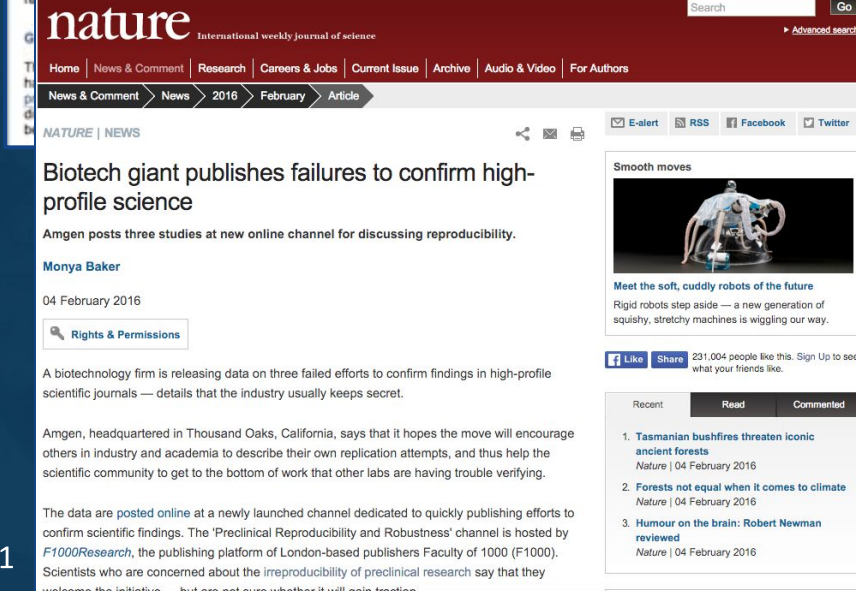 nature International weekly journal of science
Search Go
Advanced search
Home News & Comment Research Careers & Jobs Current Issue Archive Audio & Video For Authors
News & Comment News 2016 February Article
NATURE | NEWS
Biotech giant publishes failures to confirm high-
profile science
Amgen posts three studies at new online channel for discussing reproducibility.
Monya Baker
04 February 2016
Rights & Permissions
A biotechnology firm is releasing data on three failed efforts to confirm findings in high-profile
scientific journals — details that the industry usually keeps secret.
Amgen, headquartered in Thousand Oaks, California, says that it hopes the move will encourage
others in industry and academia to describe their own replication attempts, and thus help the
scientific community to get to the bottom of work that other labs are having trouble verifying.
The data are posted online at a newly launched channel dedicated to quickly publishing efforts to
confirm scientific findings. The 'Preclinical Reproducibility and Robustness' channel is hosted by
F1000Research, the publishing platform of London-based publishers Faculty of 1000 (F1000).
Scientists who are concerned about the irreproducibility of preclinical research say that they
welcome the initiative — but are not sure whether it will gain traction.
E-alert RSS Facebook Twitter
Smooth moves
Meet the soft, cuddly robots of the future
Rigid robots step aside — a new generation of
squishy, stretchy machines is wiggling our way.
Like Share 231,004 people like this. Sign Up to see
what your friends like.
Recent Read Commented
1. Tasmanian bushfires threaten iconic
ancient forests
Nature | 04 February 2016
2. Forests not equal when it comes to climate
Nature | 04 February 2016
3. Humour on the brain: Robert Newman
reviewed
Nature | 04 February 2016
1